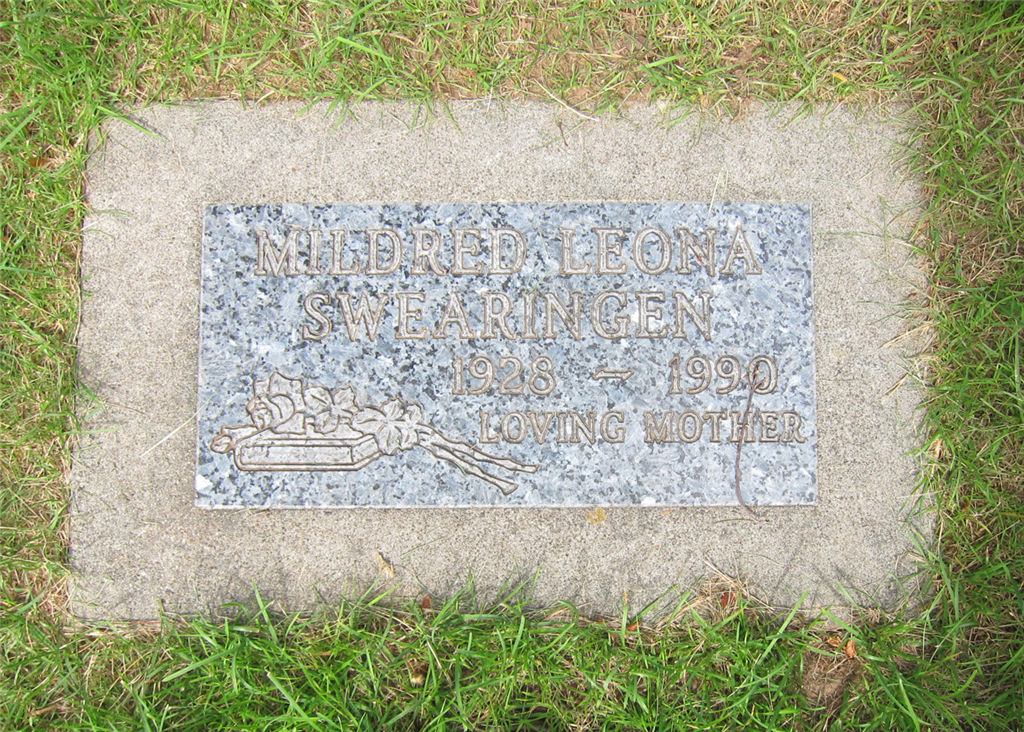 MILDRED LEONA
SWEARINGEN
1928 ~ 1990
LOVING MOTHER